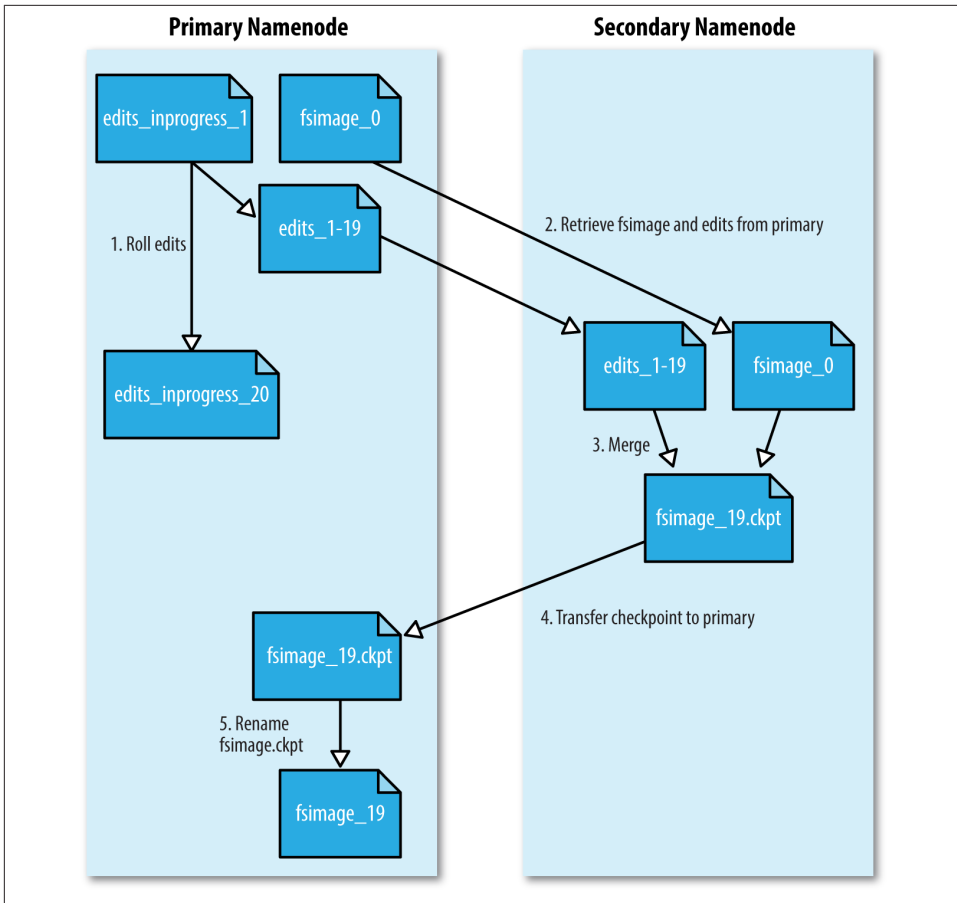 Primary Namenode
Secondary Namenode
edits_inprogress_1
fsimage_0
edits_1-19
1. Roll edits
2. Retrieve fsimage and edits from primary
edits_inprogress_20
edits_1-19
fsimage_0
3. Merge
fsimage_19.ckpt
4. Transfer checkpoint to primary
fsimage_19.ckpt
5. Rename
fsimage.ckpt
fsimage_19